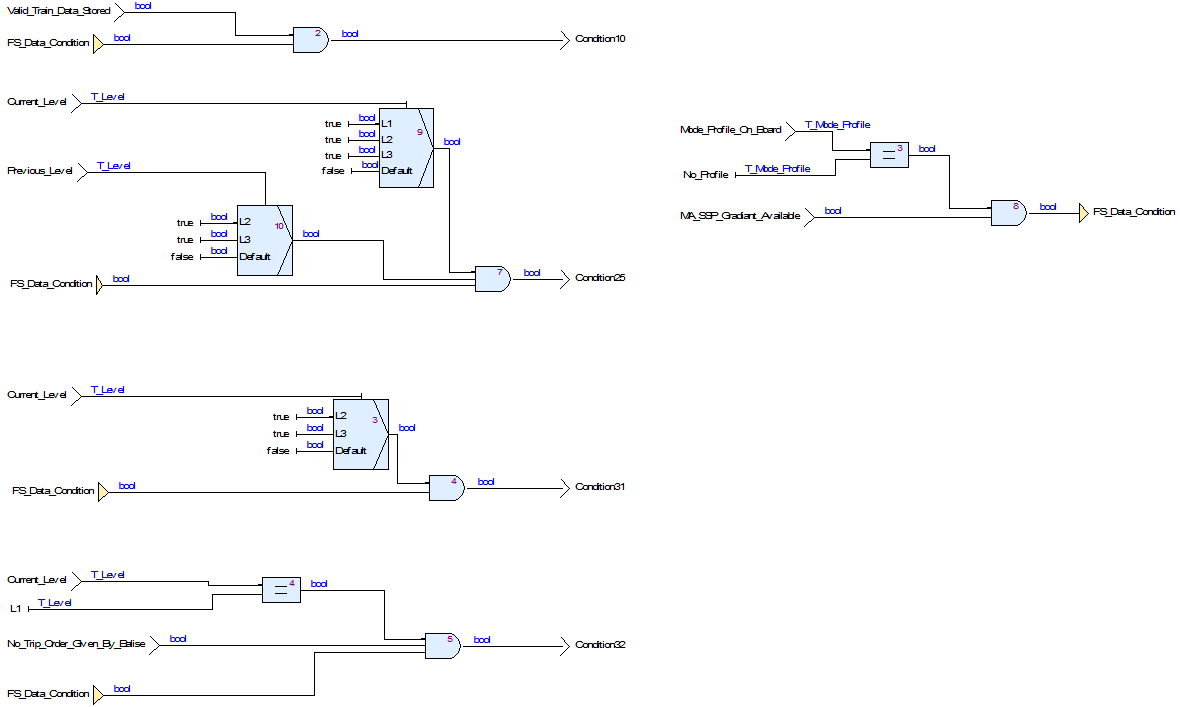 Valid_Train_Data_Stored bool
FS_Data_Condition bool
2 bool Condition10
Current_Level T_Level
true bool L1
true bool L2
true bool L3
false bool Default
9 bool
Previous_Level T_Level
true bool L2
true bool L3
false bool Default
10 bool
FS_Data_Condition bool
7 bool Condition25
Current_Level T_Level
true bool L2
true bool L3
false bool Default
3 bool
FS_Data_Condition bool
4 bool Condition31
Current_Level T_Level
L1 T_Level
= 4 bool
No_Trip_Order_Given_By_Balise bool
FS_Data_Condition bool
5 bool Condition32
Mode_Profile_On_Board T_Mode_Profile
No_Profile T_Mode_Profile
= 3 bool
MA_SSP_Gradiant_Available bool
8 bool FS_Data_Condition